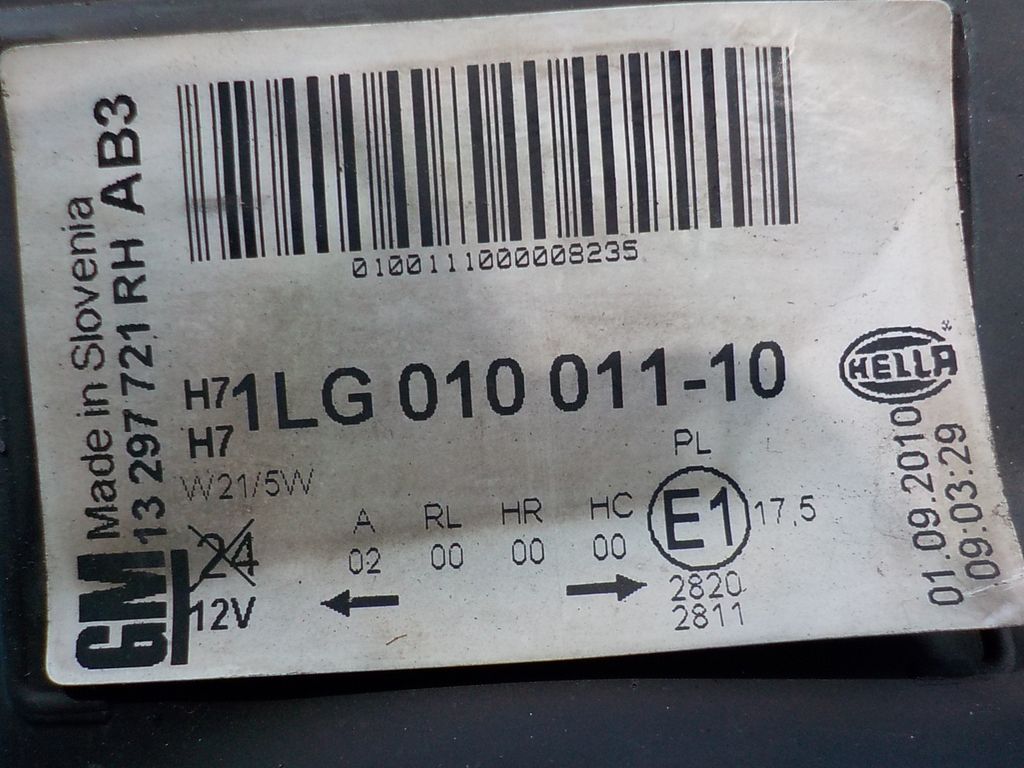 Made in Slovenia
GM 13 297 721 RH AB3
0100111000008235
H7 1LG 010 011-10
H7
W21/5W
24
12V
A RL HR HC PL
02 00 00 00 E1 17,5
2820
2811
HELLA
01.09.2010
09:03:29